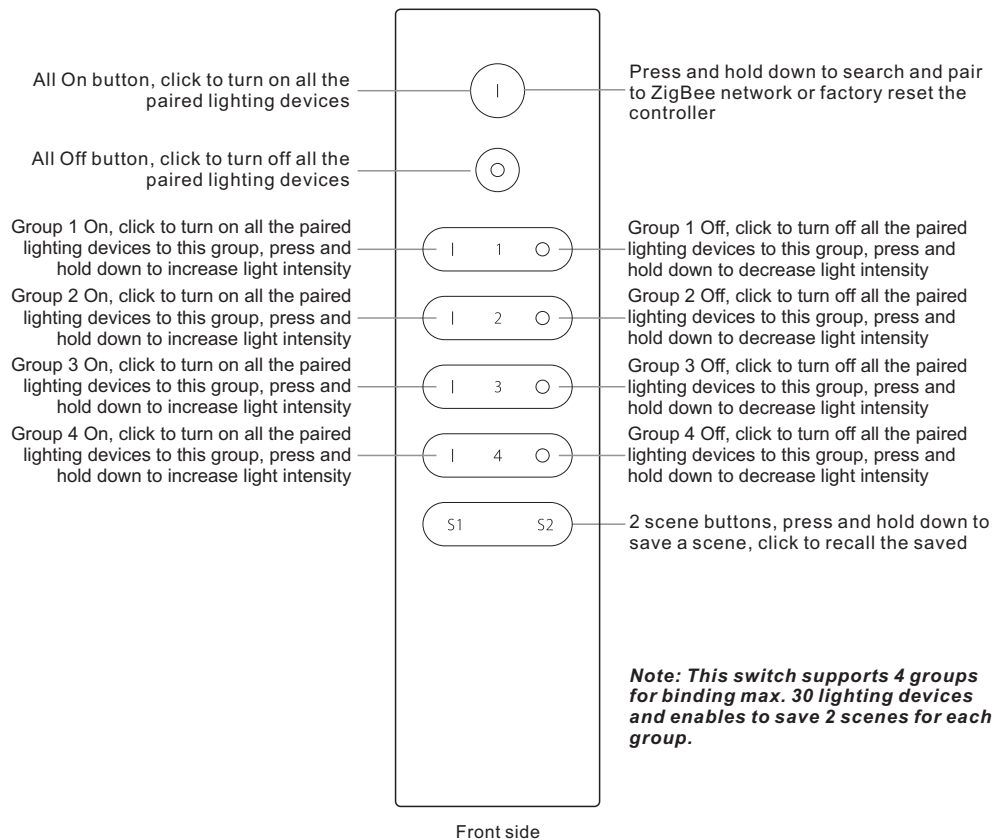 All On button, click to turn on all the
paired lighting devices
I
Press and hold down to search and pair
to ZigBee network or factory reset the
controller
All Off button, click to turn off all the
paired lighting devices
Group 1 On, click to turn on all the paired
lighting devices to this group, press and
hold down to increase light intensity
I 1 O
Group 1 Off, click to turn off all the paired
lighting devices to this group, press and
hold down to decrease light intensity
Group 2 On, click to turn on all the paired
lighting devices to this group, press and
hold down to increase light intensity
I 2 O
Group 2 Off, click to turn off all the paired
lighting devices to this group, press and
hold down to decrease light intensity
Group 3 On, click to turn on all the paired
lighting devices to this group, press and
hold down to increase light intensity
I 3 O
Group 3 Off, click to turn off all the paired
lighting devices to this group, press and
hold down to decrease light intensity
Group 4 On, click to turn on all the paired
lighting devices to this group, press and
hold down to increase light intensity
I 4 O
Group 4 Off, click to turn off all the paired
lighting devices to this group, press and
hold down to decrease light intensity
S1 S2
2 scene buttons, press and hold down to
save a scene, click to recall the saved
Note: This switch supports 4 groups
for binding max. 30 lighting devices
and enables to save 2 scenes for each
group.
Front side